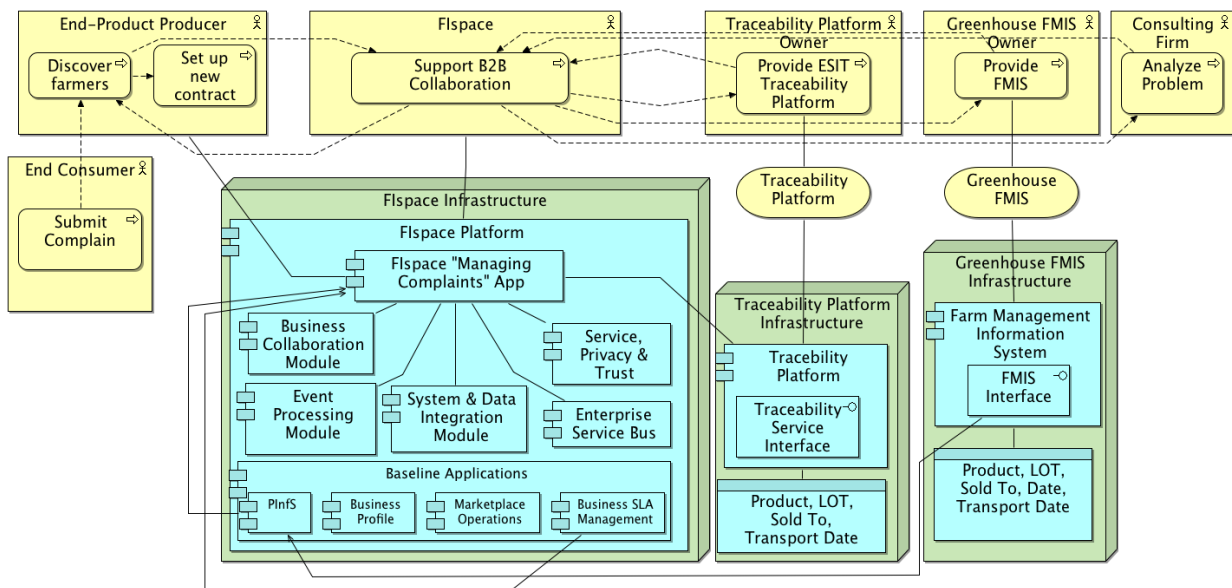 End-Product Producer
Discover
farmers
Set up
new
contract
FIspace
Support B2B
Collaboration
Traceability Platform
Owner
Provide ESIT
Traceability
Platform
Greenhouse FMIS
Owner
Provide
FMIS
Consulting
Firm
Analyze
Problem
End Consumer
Submit
Complain
Traceability
Platform
Greenhouse
FMIS
FIspace Infrastructure
FIspace Platform
FIspace "Managing
Complaints" App
Business
Collaboration
Module
Service,
Privacy &
Trust
Event
Processing
Module
System & Data
Integration
Module
Enterprise
Service Bus
Baseline Applications
PInfS
Business
Profile
Marketplace
Operations
Business SLA
Management
Traceability Platform
Infrastructure
Tracebility
Platform
Traceability
Service
Interface
Product, LOT,
Sold To,
Transport Date
Greenhouse FMIS
Infrastructure
Farm Management
Information
System
FMIS
Interface
Product, LOT,
Sold To, Date,
Transport Date